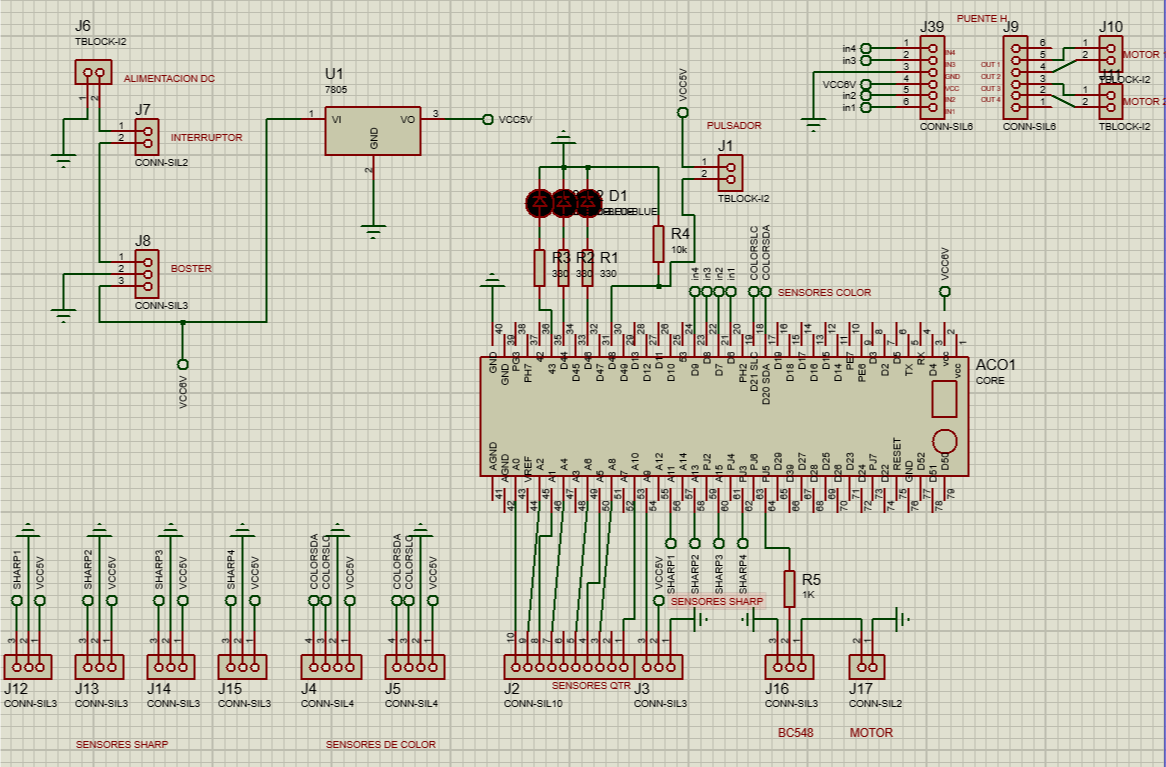 J6
TBLOCK-I2
ALIMENTACION DC
1
2
J7
1
2
INTERRUPTOR
CONN-SIL2
J8
1
2
3
BOSTER
CONN-SIL3
VCC6V
U1
7805
1
VI
VO
3
GND
2
VCC5V
D1
R3
330
R2
330
R1
330
R4
10k
VCC5V
PULSADOR
J1
1
2
TBLOCK-I2
PUENTE H
J39
in4
in3
VCC6V
in2
in1
1
2
3
4
5
6
IN4
IN3
GND
VCC
IN2
IN1
CONN-SIL6
J9
6
5
4
3
2
1
OUT 1
OUT 2
OUT 3
OUT 4
CONN-SIL6
J10
1
2
MOTOR 1
TBLOCK-I2
J11
1
2
MOTOR 2
TBLOCK-I2
in4
in3
in2
in1
COLORSLC
COLORSDA
SENSORES COLOR
VCC6V
40
39
38
37
36
35
34
33
32
31
30
29
28
27
26
25
24
23
22
21
20
19
18
17
16
15
14
13
12
11
10
9
8
7
6
5
4
3
2
1
GND
GND
PG3
PH7
42
43
D44
D45
D46
D47
D48
D49
D13
D12
D11
D10
53
D9
D8
D7
D6
PH2
D21 SLC
D20 SDA
D19
D18
D17
D16
D15
D14
PE7
PE6
D3
D2
D5
TX
RX
D4
vcc
vcc
ACO1
CORE
AGND
AGND
A0
VREF
A2
A1
A4
A3
A6
A5
A8
A7
A10
A9
A12
A11
A14
A13
PJ2
A15
PJ4
PJ3
PJ6
PJ5
D29
D39
D27
D28
D25
D26
D23
D24
PJ7
D22
RESET
GND
D52
D51
D50
41
42
43
44
45
46
47
48
49
50
51
52
53
54
55
56
57
58
59
60
61
62
63
64
65
66
67
68
69
70
71
72
73
74
75
76
77
78
79
SHARP1
VCC5V
3
2
1
J12
CONN-SIL3
SHARP2
VCC5V
3
2
1
J13
CONN-SIL3
SHARP3
VCC5V
3
2
1
J14
CONN-SIL3
SHARP4
VCC5V
3
2
1
J15
CONN-SIL3
SENSORES SHARP
COLORSDA
COLORSLC
VCC5V
4
3
2
1
J4
CONN-SIL4
COLORSDA
COLORSLC
VCC5V
4
3
2
1
J5
CONN-SIL4
SENSORES DE COLOR
10
9
8
7
6
5
4
3
2
1
J2
CONN-SIL10
SENSORES QTR
VCC5V
3
2
1
J3
CONN-SIL3
SHARP1
SHARP2
SHARP3
SHARP4
SENSORES SHARP
R5
1K
3
2
1
J16
CONN-SIL3
BC548
2
1
J17
CONN-SIL2
MOTOR